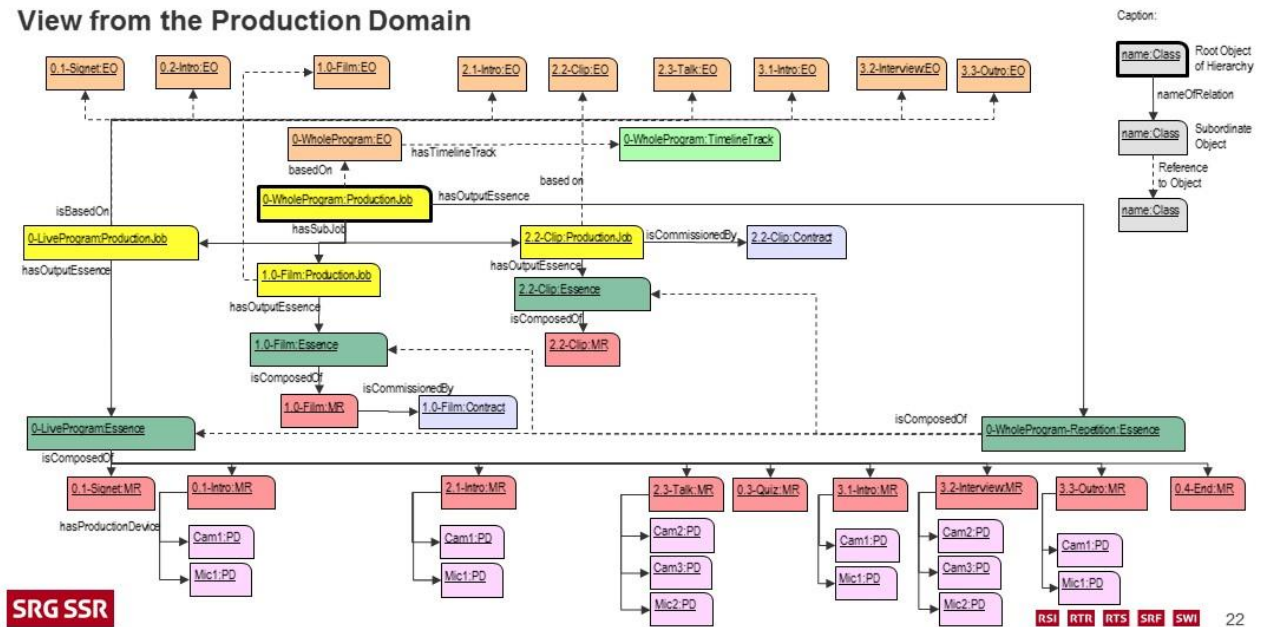 View from the Production Domain
Caption:
name:Class
Root Object
of Hierarchy
nameOfRelation
name:Class
Subordinate
Object
Reference
to Object
name:Class
0.1-Signet:EO
0.2-Intro:EO
1.0-Film:EO
2.1-Intro:EO
2.2-Clip:EO
2.3-Talk:EO
3.1-Intro:EO
3.2-Interview:EO
3.3-Outro:EO
0-WholeProgram:EO
hasTimelineTrack
0-WholeProgram:TimelineTrack
basedOn
based on
0-WholeProgram:ProductionJob
hasOutputEssence
isBasedOn
hasSubJob
0-LiveProgram:ProductionJob
2.2-Clip:ProductionJob
isCommissionedBy
2.2-Clip:Contract
hasOutputEssence
1.0-Film:ProductionJob
hasOutputEssence
2.2-Clip:Essence
hasOutputEssence
isComposedOf
1.0-Film:Essence
2.2-Clip:MR
isComposedOf
isCommissionedBy
1.0-Film:MR
1.0-Film:Contract
0-LiveProgram:Essence
isComposedOf
0-WholeProgram-Repetition:Essence
isComposedOf
0.1-Signet:MR
0.1-Intro:MR
2.1-Intro:MR
2.3-Talk:MR
0.3-Quiz:MR
3.1-Intro:MR
3.2-Interview:MR
3.3-Outro:MR
0.4-End:MR
hasProductionDevice
Cam1:PD
Mic1:PD
Cam1:PD
Mic1:PD
Cam2:PD
Cam3:PD
Mic2:PD
Cam1:PD
Mic1:PD
Cam2:PD
Cam3:PD
Mic2:PD
Cam1:PD
Mic1:PD
SRG SSR
RSI RTR RTS SRF SWI
22